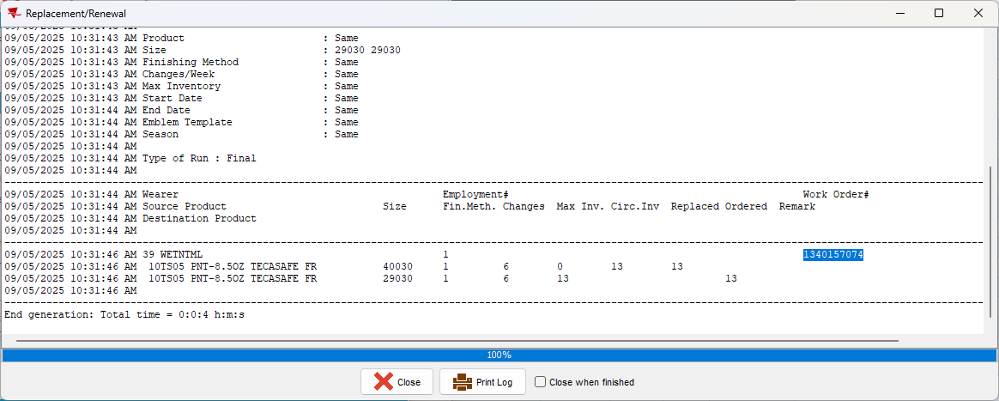 Replacement/Renewal
09/05/2025 10:31:43 AM Product : Same
09/05/2025 10:31:43 AM Size : 29030 29030
09/05/2025 10:31:43 AM Finishing Method : Same
09/05/2025 10:31:43 AM Changes/Week : Same
09/05/2025 10:31:43 AM Max Inventory : Same
09/05/2025 10:31:43 AM Start Date : Same
09/05/2025 10:31:44 AM End Date : Same
09/05/2025 10:31:44 AM Emblem Template : Same
09/05/2025 10:31:44 AM Season : Same
09/05/2025 10:31:44 AM
09/05/2025 10:31:44 AM Type of Run : Final
09/05/2025 10:31:44 AM
09/05/2025 10:31:44 AM Wearer Employment# Work Order#
09/05/2025 10:31:44 AM Source Product Size Fin.Meth. Changes Max Inv. Circ.Inv Replaced Ordered Remark
09/05/2025 10:31:44 AM Destination Product
09/05/2025 10:31:44 AM
09/05/2025 10:31:46 AM 39 WETNTML 1 1340157074
09/05/2025 10:31:46 AM 10TS05 PNT-8.5OZ TECASAFE FR 40030 1 6 0 13 13
09/05/2025 10:31:46 AM 10TS05 PNT-8.5OZ TECASAFE FR 29030 1 6 13 13
09/05/2025 10:31:46 AM
End generation: Total time = 0:0:4 h:m:s
100%
Close Print Log Close when finished